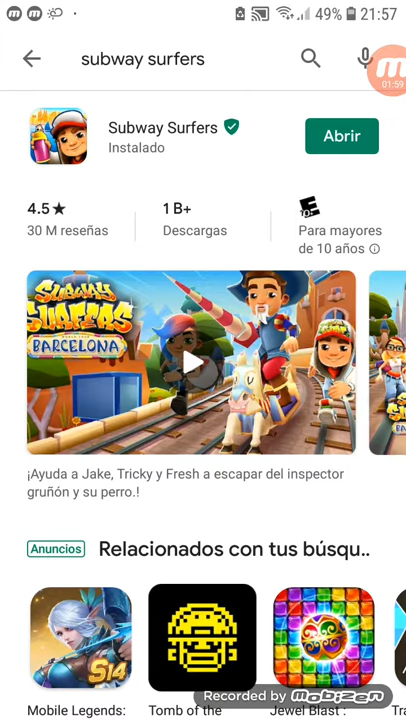 49% 21:57
subway surfers
01:59
Subway Surfers
Instalado
Abrir
4.5★
30 M reseñas
1 B+
Descargas
Para mayores
de 10 años
SUBWAY
SURFERS
BARCELONA
¡Ayuda a Jake, Tricky y Fresh a escapar del inspector
gruñón y su perro.!
Anuncios
Relacionados con tus búsqu..
S14
Recorded by mobizen
Mobile Legends:
Tomb of the
Jewel Blast :